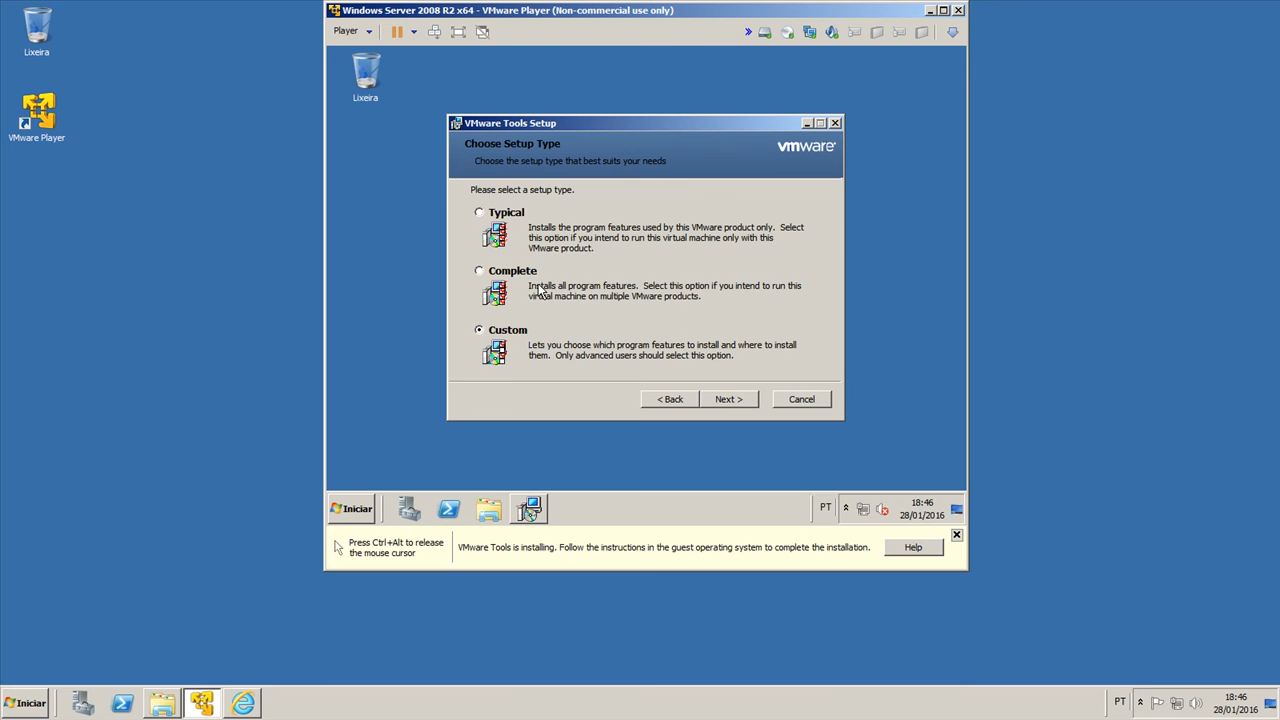 Lixeira
VMware Player
Windows Server 2008 R2 x64 - VMware Player (Non-commercial use only)
Player
Lixeira
VMware Tools Setup
Choose Setup Type
Choose the setup type that best suits your needs
vmware
Please select a setup type.
Typical
Installs the program features used by this VMware product only. Select
this option if you intend to run this virtual machine only with this
VMware product.
Complete
Installs all program features. Select this option if you intend to run this
virtual machine on multiple VMware products.
Custom
Lets you choose which program features to install and where to install
them. Only advanced users should select this option.
< Back
Next >
Cancel
Iniciar
PT
18:46
28/01/2016
Press Ctrl+Alt to release
the mouse cursor
VMware Tools is installing. Follow the instructions in the guest operating system to complete the installation.
Help
Iniciar
PT
18:46
28/01/2016